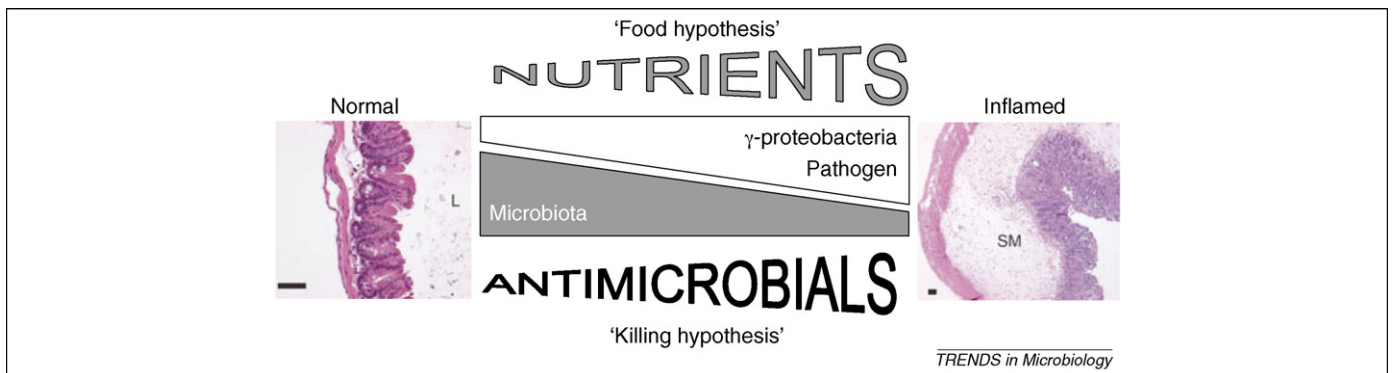 ‘Food hypothesis’
NUTRIENTS
Normal
Inflamed
γ-proteobacteria
Pathogen
L
Microbiota
SM
ANTIMICROBIALS
‘Killing hypothesis’
TRENDS in Microbiology